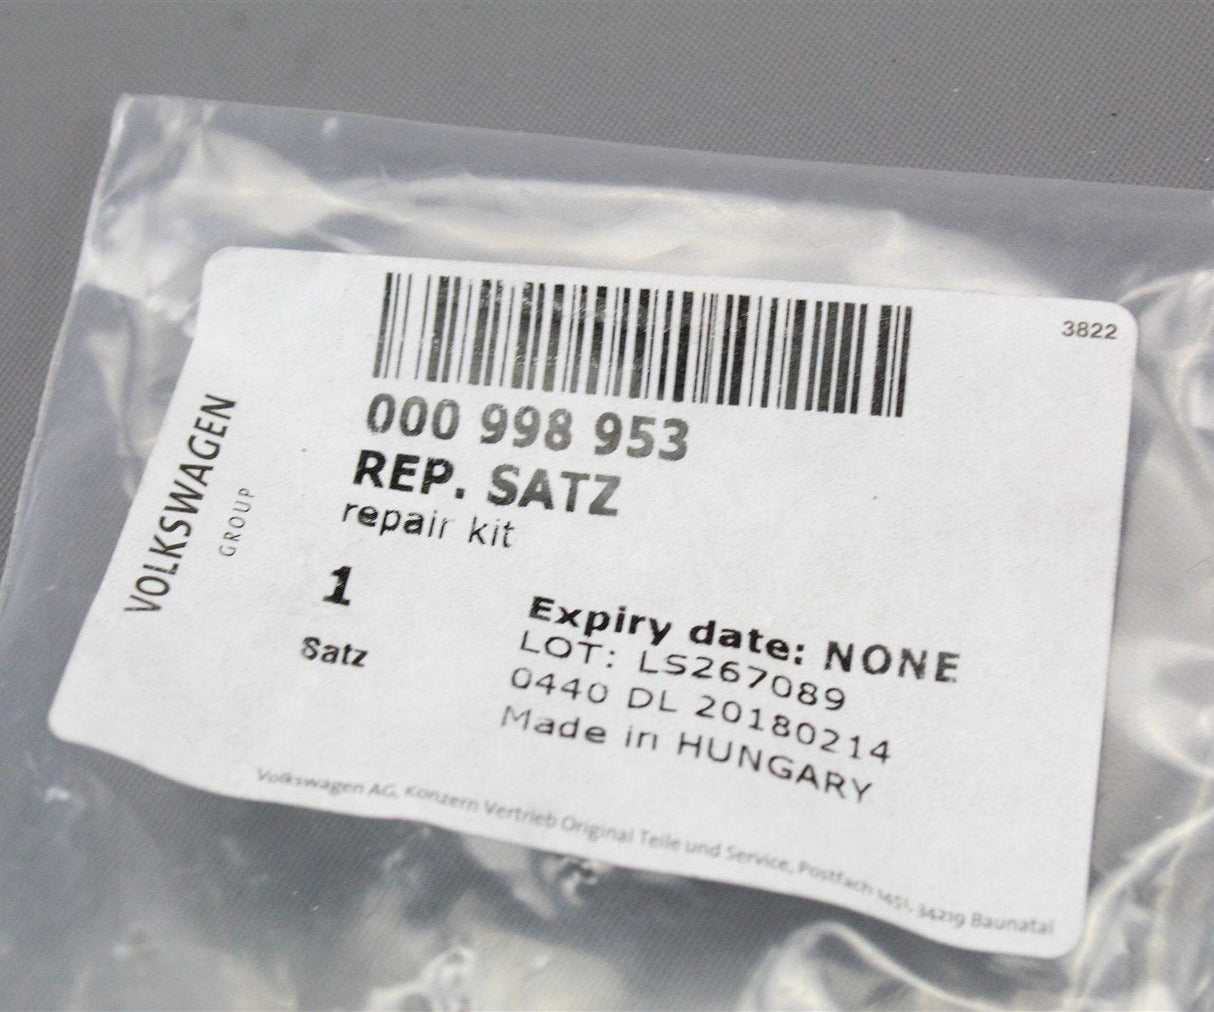 3822
VOLKSWAGEN
GROUP
000 998 953
REP. SATZ
repair kit
1
Satz
Expiry date: NONE
LOT: LS267089
0440 DL 20180214
Made in HUNGARY
Volkswagen AG, Konzern Vertrieb Original Teile und Service, Postfach 1451, 34219 Baunatal